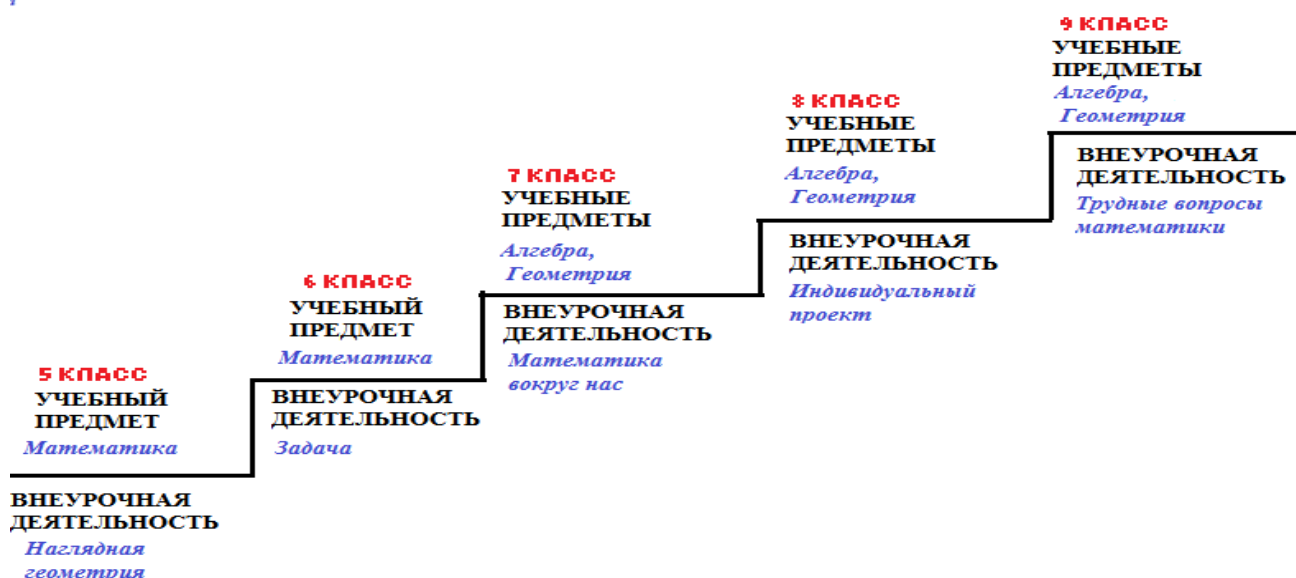 5 КЛАСС
УЧЕБНЫЙ
ПРЕДМЕТ
Математика
ВНЕУРОЧНАЯ
ДЕЯТЕЛЬНОСТЬ
Наглядная
геометрия
6 КЛАСС
УЧЕБНЫЙ
ПРЕДМЕТ
Математика
ВНЕУРОЧНАЯ
ДЕЯТЕЛЬНОСТЬ
Задача
7 КЛАСС
УЧЕБНЫЕ
ПРЕДМЕТЫ
Алгебра,
Геометрия
ВНЕУРОЧНАЯ
ДЕЯТЕЛЬНОСТЬ
Математика
вокруг нас
8 КЛАСС
УЧЕБНЫЕ
ПРЕДМЕТЫ
Алгебра,
Геометрия
ВНЕУРОЧНАЯ
ДЕЯТЕЛЬНОСТЬ
Индивидуальный
проект
9 КЛАСС
УЧЕБНЫЕ
ПРЕДМЕТЫ
Алгебра,
Геометрия
ВНЕУРОЧНАЯ
ДЕЯТЕЛЬНОСТЬ
Трудные вопросы
математики